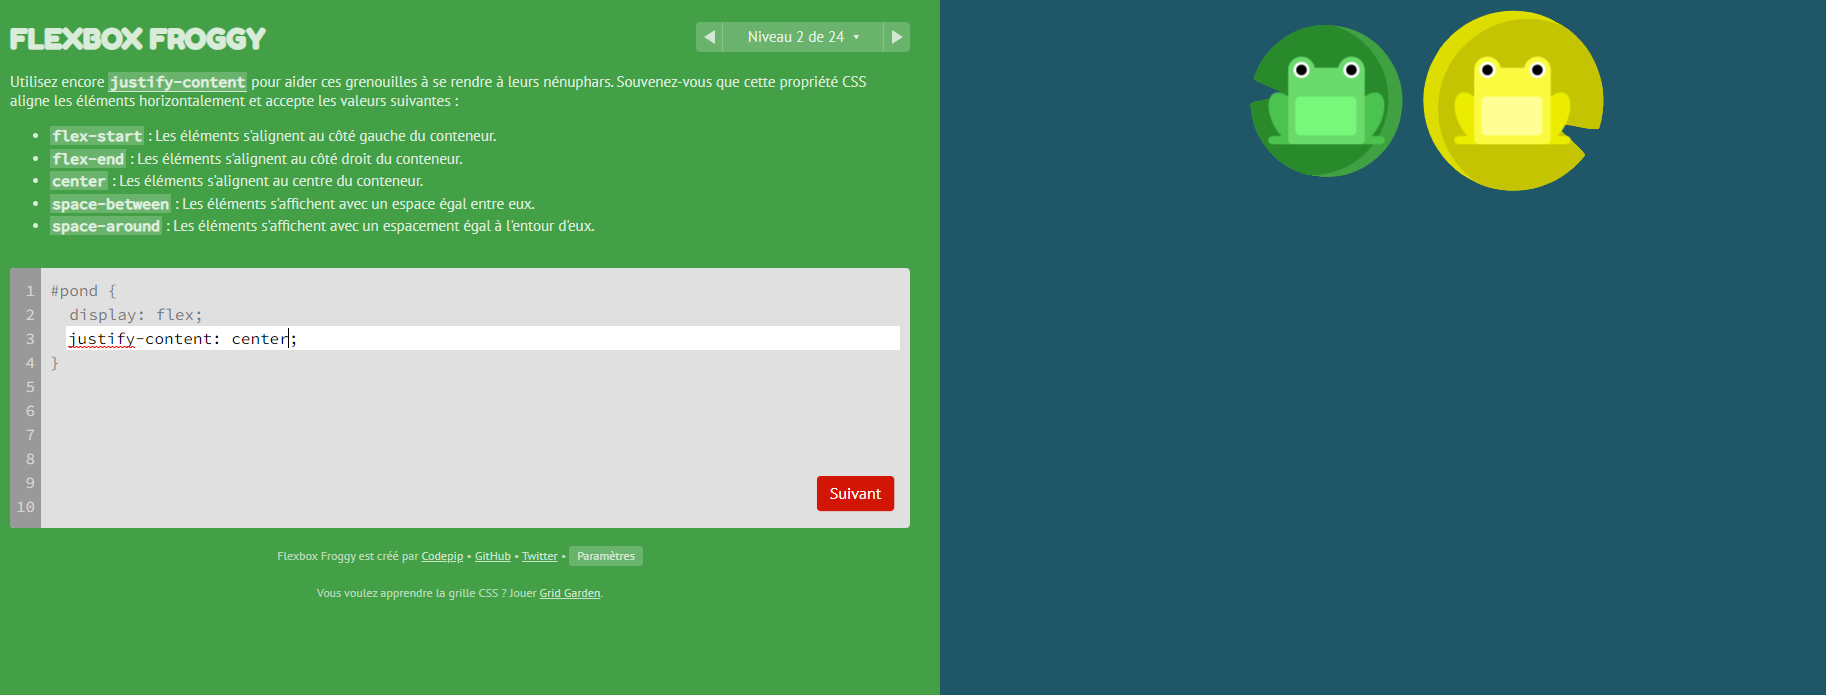 FLEXBOX FROGGY
Niveau 2 de 24
Utilisez encore justify-content pour aider ces grenouilles à se rendre à leurs nénuphars. Souvenez-vous que cette propriété CSS
aligne les éléments horizontalement et accepte les valeurs suivantes :
• flex-start : Les éléments s'alignent au côté gauche du conteneur.
• flex-end : Les éléments s'alignent au côté droit du conteneur.
• center : Les éléments s'alignent au centre du conteneur.
• space-between : Les éléments s'affichent avec un espace égal entre eux.
• space-around : Les éléments s'affichent avec un espacement égal à l'entour d'eux.
1 #pond {
2 display: flex;
3 justify-content: center;
4 }
5
6
7
8
9
10
Suivant
Flexbox Froggy est créé par Codepip • GitHub • Twitter • Paramètres
Vous voulez apprendre la grille CSS ? Jouer Grid Garden.